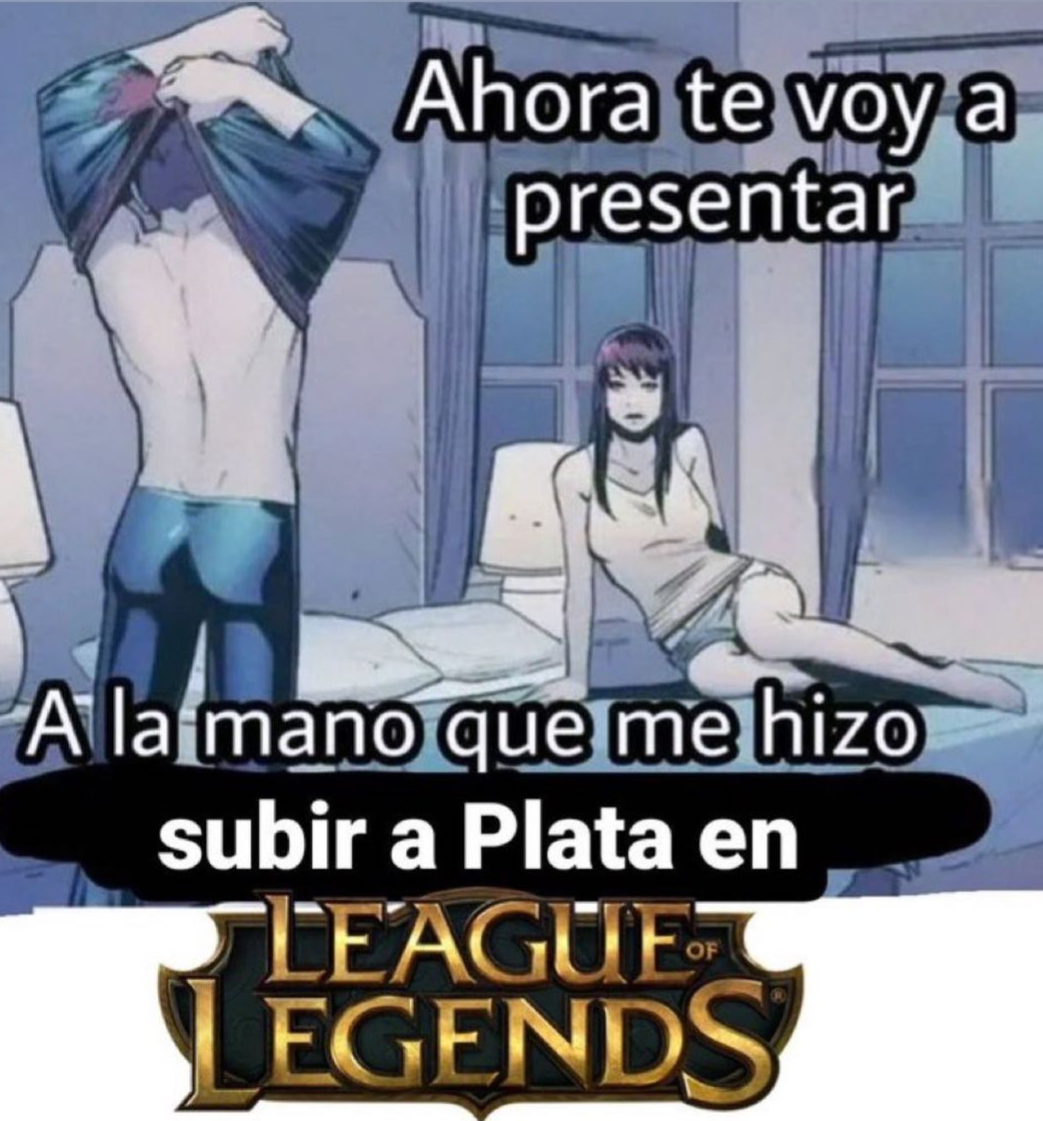 Ahora te voy a
presentar
A la mano que me hizo
subir a Plata en
LEAGUE OF
LEGENDS®